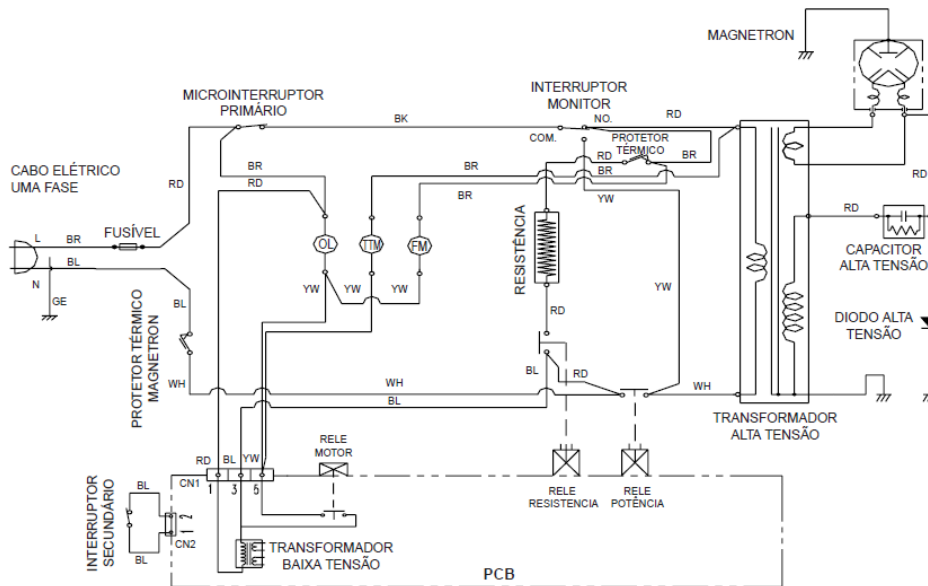 MAGNETRON
MICROINTERRUPTOR
PRIMÁRIO
INTERRUPTOR
MONITOR
BK
NO.
RD
COM.
PROTETOR
TÉRMICO
CABO ELÉTRICO
UMA FASE
RD
BR
RD
BR
BR
RD
BR
BR
RD
YW
L
BR
FUSÍVEL
BL
N
GE
OL
TTM
FM
YW
YW
YW
RESISTÊNCIA
YW
RD
CAPACITOR
ALTA TENSÃO
BL
RD
DIODO ALTA
TENSÃO
PROTETOR TÉRMICO
MAGNETRON
WH
WH
BL
BL
RD
WH
TRANSFORMADOR
ALTA TENSÃO
RD
BL
YW
CN1
1
3
5
RELE
MOTOR
RELE
RESISTENCIA
RELE
POTÊNCIA
INTERRUPTOR
SECUNDÁRIO
BL
BL
1 2
CN2
TRANSFORMADOR
BAIXA TENSÃO
PCB